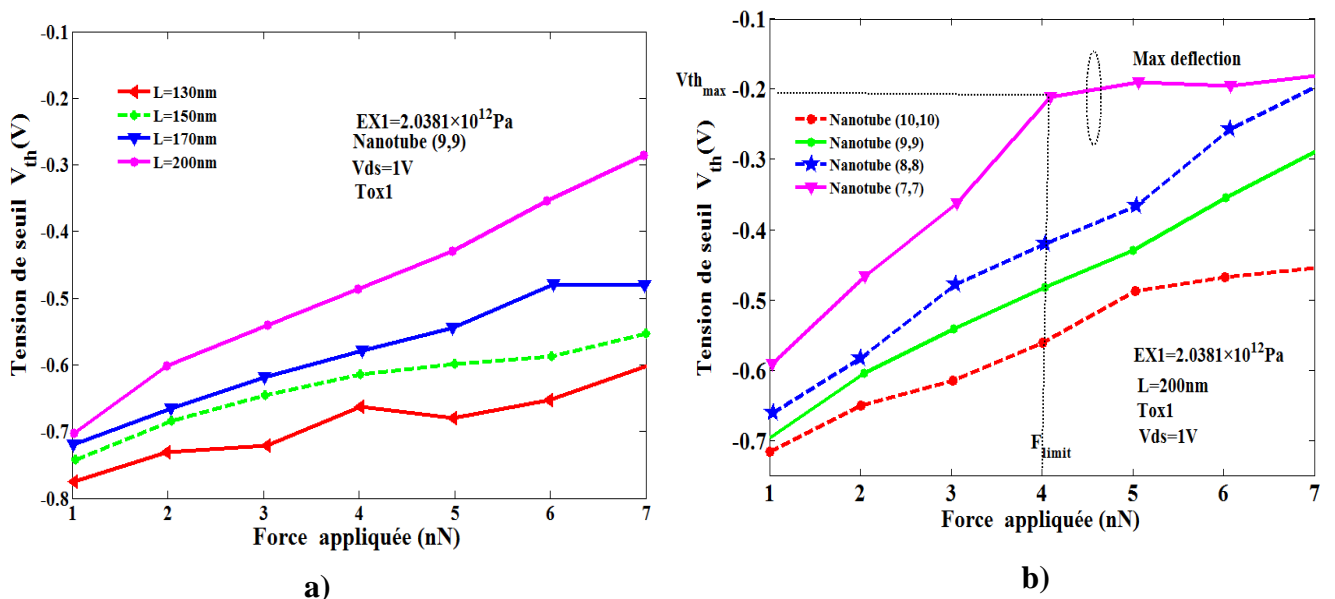 -0.1
-0.2
-0.3
-0.4
-0.5
-0.6
-0.7
-0.8
Tension de seuil V_th(V)
L=130nm
L=150nm
L=170nm
L=200nm
EX1=2.0381×10¹²Pa
Nanotube (9,9)
Vds=1V
Tox1
1 2 3 4 5 6 7
Force appliquée (nN)
a)
-0.1
-0.2
-0.3
-0.4
-0.5
-0.6
-0.7
Tension de seuil V_th(V)
Vth_max
Max deflection
Nanotube (10,10)
Nanotube (9,9)
Nanotube (8,8)
Nanotube (7,7)
EX1=2.0381×10¹²Pa
L=200nm
Tox1
Vds=1V
F_limit
1 2 3 4 5 6 7
Force appliquée (nN)
b)